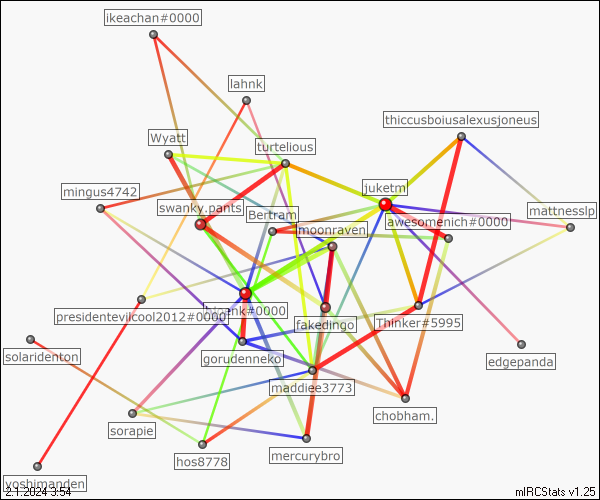 ikeachan#0000
lahnk
thiccusboiusalexusjoneus
Wyatt
turtelious
juketm
mingus4742
swanky.pants
Bertram
awesomenich#0000
mattnesslp
moonraven
presidentevilcool2012#0000
#0000
fakedingo
Thinker#5995
solaridenton
gorudenneko
edgepanda
maddiee3773
chobham.
sorapie
hos8778
mercurybro
yoshimanden
2.1.2024 3:54
mIRCStats v1.25